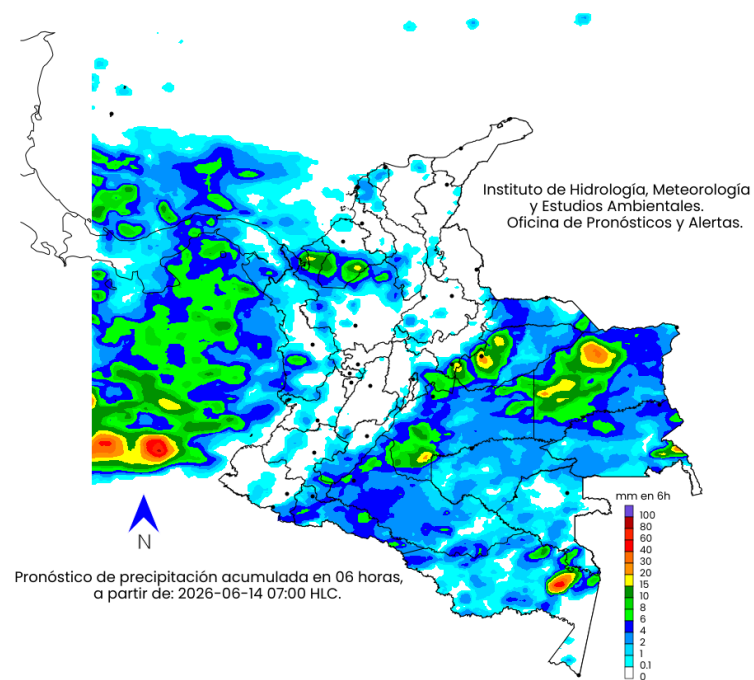 Instituto de Hidrología, Meteorología
y Estudios Ambientales.
Oficina de Pronósticos y Alertas.
mm en 6h
100
80
60
40
30
20
15
10
8
6
4
2
1
0.1
0
N
Pronóstico de precipitación acumulada en 06 horas,
a partir de: 2026-06-14 07:00 HLC.